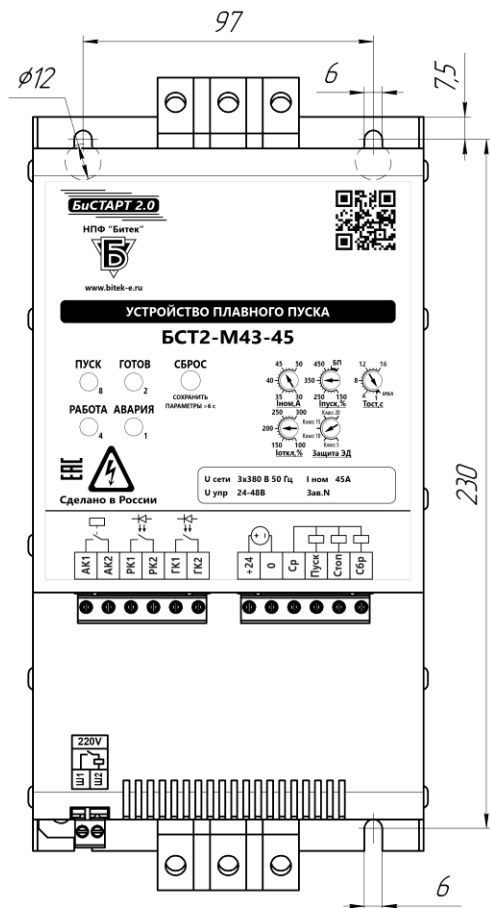 97
⌀12
6
7,5
БиСТАРТ 2.0
НПФ "Битек"
Б
www.bitek-e.ru
УСТРОЙСТВО ПЛАВНОГО ПУСКА
БСТ2-М43-45
ПУСК ГОТОВ СБРОС
8 2
СОХРАНИТЬ
ПАРАМЕТРЫ >6 с
РАБОТА АВАРИЯ
4 1
45 50
40
35 30
Iном,А
450 БП
350
250 150
Iпуск,%
12 16
8
4 1 откл
Тост,с
250 300
200
150 100
Iоткл,%
Класс 20
Класс 15
Класс 10
Класс 5
Защита ЭД
ЕАС
Сделано в России
U сети 3х380 В 50 Гц I ном 45А
U упр 24-48В Зав.N
230
АК1 АК2 РК1 РК2 ГК1 ГК2
+24 0 Ср Пуск Стоп Сбр
220V
Ш1 Ш2
6